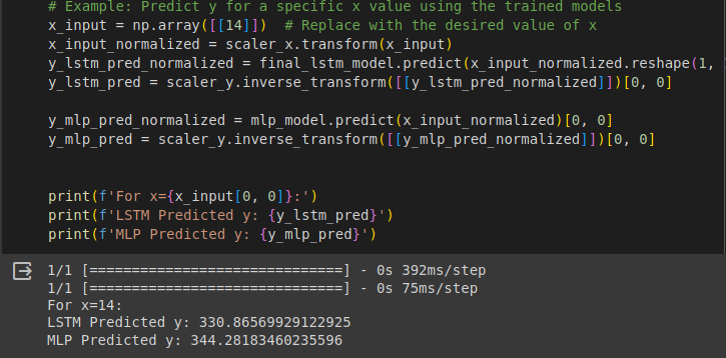 # Example: Predict y for a specific x value using the trained models
x_input = np.array([[14]])  # Replace with the desired value of x
x_input_normalized = scaler_x.transform(x_input)
y_lstm_pred_normalized = final_lstm_model.predict(x_input_normalized.reshape(1,
y_lstm_pred = scaler_y.inverse_transform([[y_lstm_pred_normalized]])[0, 0]
y_mlp_pred_normalized = mlp_model.predict(x_input_normalized)[0, 0]
y_mlp_pred = scaler_y.inverse_transform([[y_mlp_pred_normalized]])[0, 0]
print(f'For x={x_input[0, 0]}:')
print(f'LSTM Predicted y: {y_lstm_pred}')
print(f'MLP Predicted y: {y_mlp_pred}')
1/1 [==============================] - 0s 392ms/step
1/1 [==============================] - 0s 75ms/step
For x=14:
LSTM Predicted y: 330.86569929122925
MLP Predicted y: 344.28183460235596